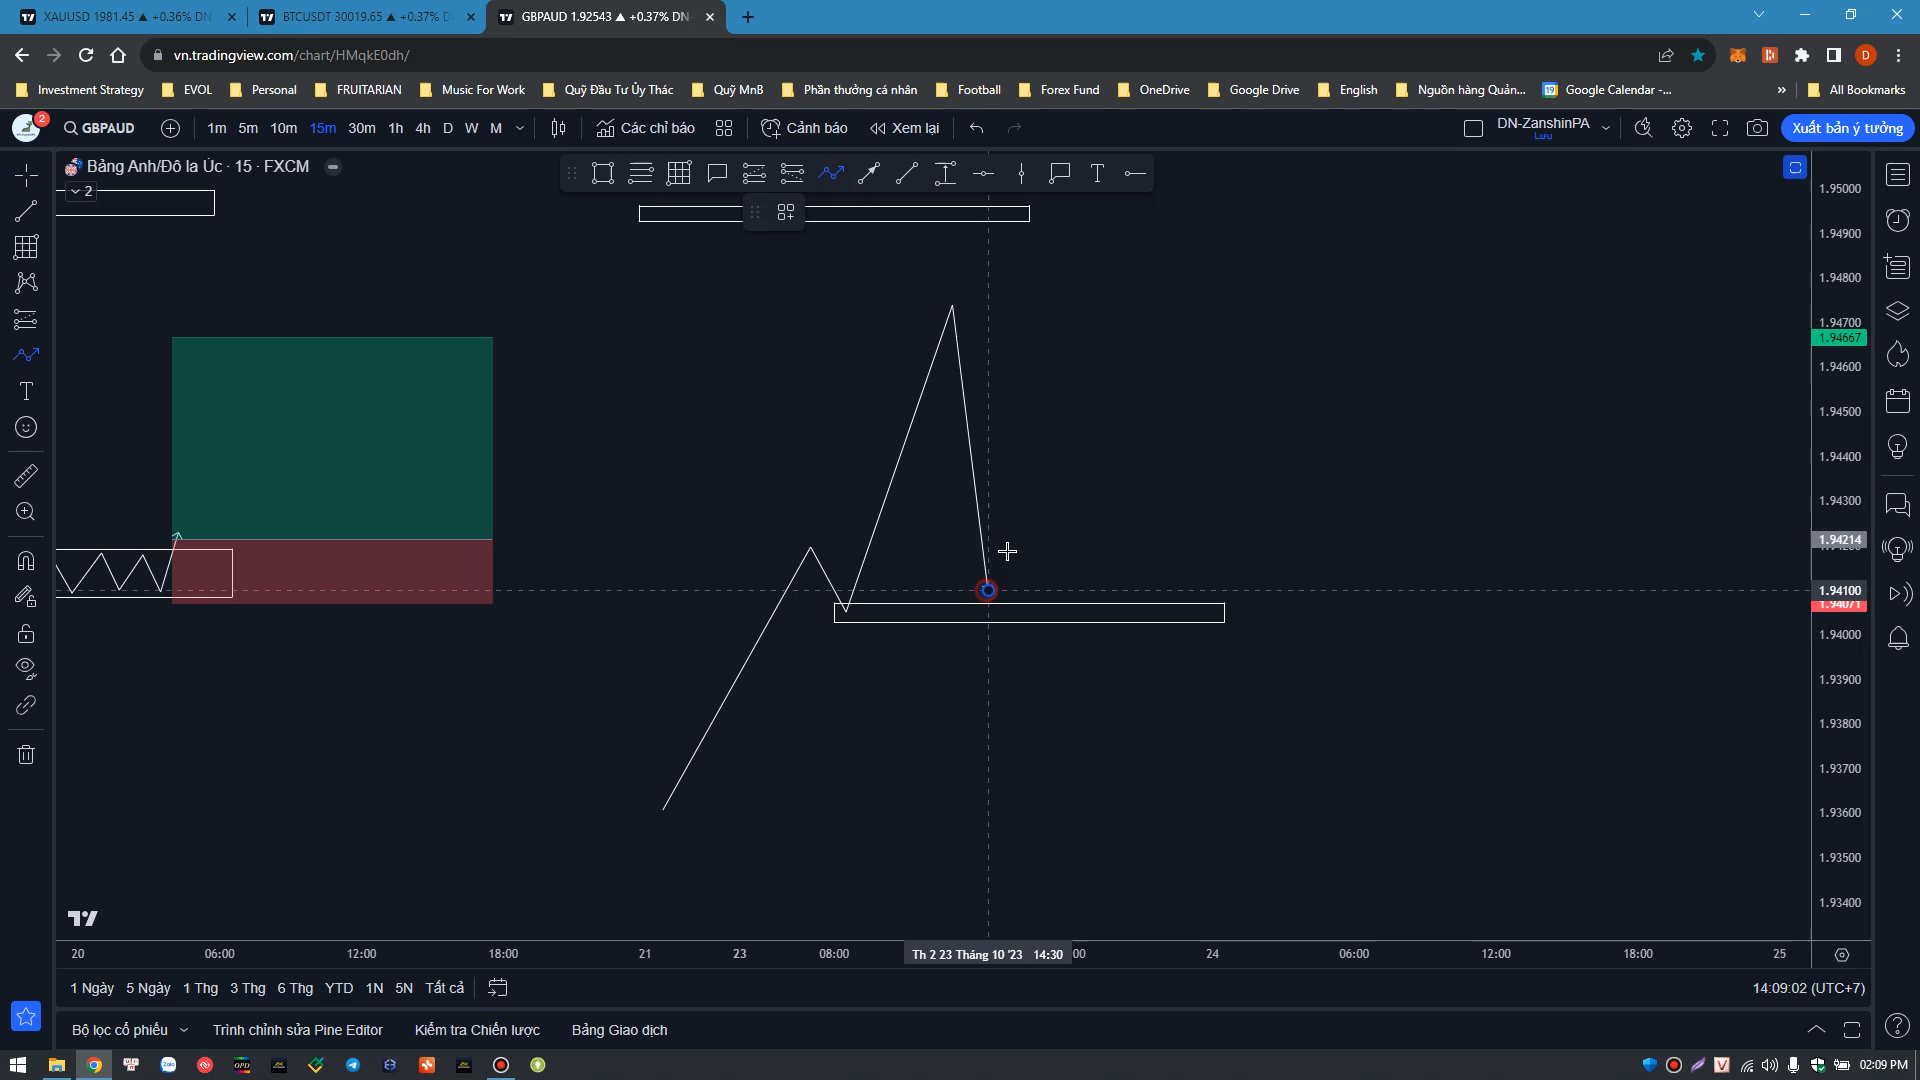 XAUUSD 1981.45 ▲ +0.36% DN
BTCUSDT 30019.65 ▲ +0.37% D
GBPAUD 1.92543 ▲ +0.37% DN
vn.tradingview.com/chart/HMqkE0dh/
D
Investment Strategy
EVOL
Personal
FRUITARIAN
Music For Work
Quỹ Đầu Tư Ủy Thác
Quỹ MnB
Phần thưởng cá nhân
Football
Forex Fund
OneDrive
Google Drive
English
Nguồn hàng Quản...
Google Calendar -...
»
All Bookmarks
2
GBPAUD
1m 5m 10m 15m 30m 1h 4h D W M
Các chỉ báo
Cảnh báo
Xem lại
DN-ZanshinPA
Lưu
Xuất bản ý tưởng
Bảng Anh/Đô la Úc · 15 · FXCM
2
1.95000
1.94900
1.94800
1.94700
1.94667
1.94600
1.94500
1.94400
1.94300
1.94214
1.94100
1.94071
1.94000
1.93900
1.93800
1.93700
1.93600
1.93500
1.93400
20 06:00 12:00 18:00 21 23 08:00 Th 2 23 Tháng 10 '23 14:30 :00 24 06:00 12:00 18:00 25
1 Ngày 5 Ngày 1 Thg 3 Thg 6 Thg YTD 1N 5N Tất cả
14:09:02 (UTC+7)
Bộ lọc cổ phiếu
Trình chỉnh sửa Pine Editor
Kiểm tra Chiến lược
Bảng Giao dịch
Zalo
OPD
V
02:09 PM